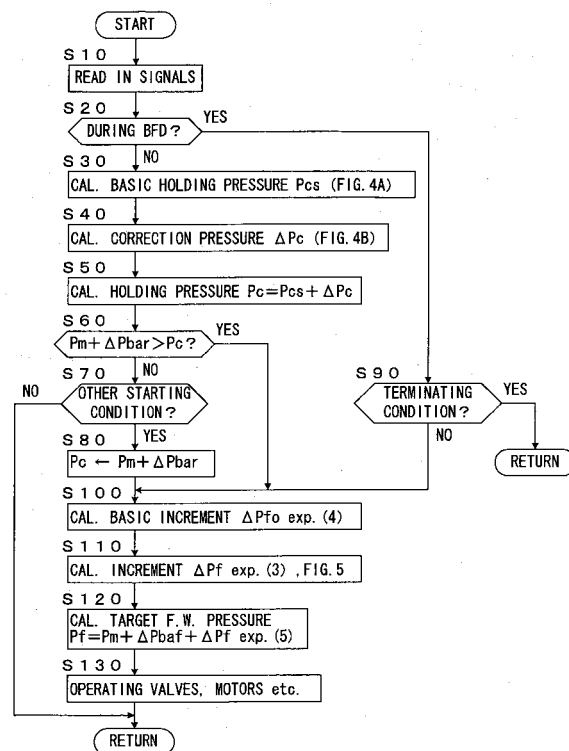 START
S10
READ IN SIGNALS
S20
DURING BFD?
YES
NO
S30
CAL. BASIC HOLDING PRESSURE Pcs (FIG. 4A)
S40
CAL. CORRECTION PRESSURE ΔPc (FIG. 4B)
S50
CAL. HOLDING PRESSURE Pc=Pcs+ΔPc
S60
Pm+ΔPbar>Pc?
YES
NO
S70
NO
OTHER STARTING
CONDITION?
YES
S80
Pc ← Pm+ΔPbar
S90
TERMINATING
CONDITION?
YES
NO
RETURN
S100
CAL. BASIC INCREMENT ΔPfo exp. (4)
S110
CAL. INCREMENT ΔPf exp. (3) , FIG. 5
S120
CAL. TARGET F.W. PRESSURE
Pf=Pm+ΔPbaf+ΔPf exp. (5)
S130
OPERATING VALVES, MOTORS etc.
RETURN